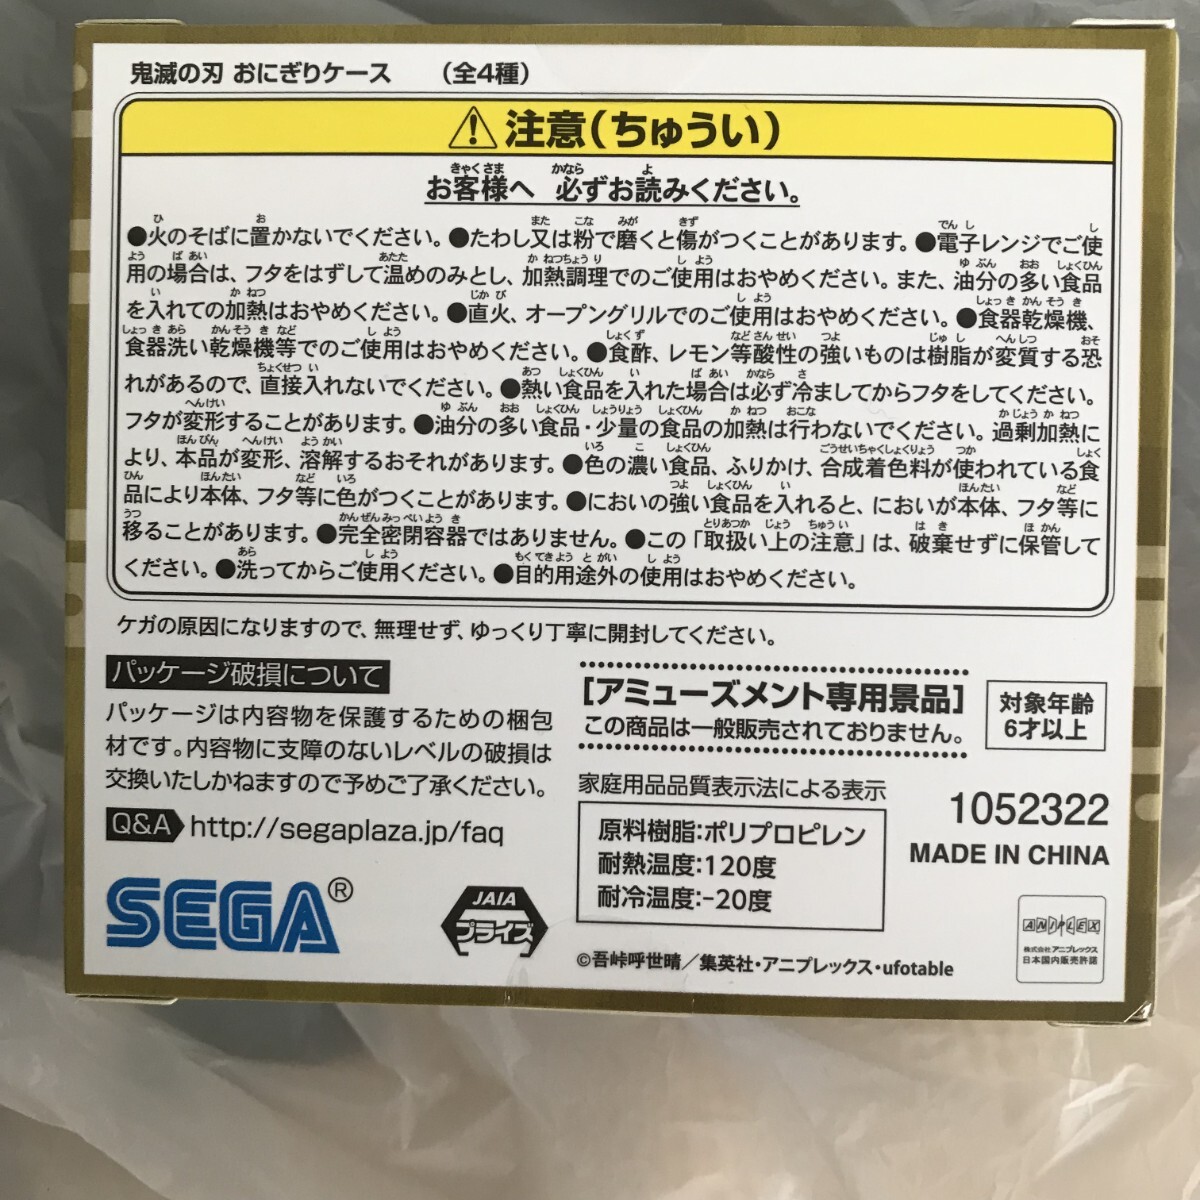 鬼滅の刃 おにぎりケース　（全4種）
注意（ちゅうい）
お客様へ 必ずお読みください。
●火のそばに置かないでください。●たわし又は粉で磨くと傷がつくことがあります。●電子レンジでご使
用の場合は、フタをはずして温めのみとし、加熱調理でのご使用はおやめください。また、油分の多い食品
を入れての加熱はおやめください。●直火、オーブングリルでのご使用はおやめください。●食器乾燥機、
食器洗い乾燥機等でのご使用はおやめください。●食酢、レモン等酸性の強いものは樹脂が変質する恐
れがあるので、直接入れないでください。●熱い食品を入れた場合は必ず冷ましてからフタをしてください。
フタが変形することがあります。●油分の多い食品・少量の食品の加熱は行わないでください。過剰加熱に
より、本品が変形、溶解するおそれがあります。●色の濃い食品、ふりかけ、合成着色料が使われている食
品により本体、フタ等に色がつくことがあります。●においの強い食品を入れると、においが本体、フタ等に
移ることがあります。●完全密閉容器ではありません。●この「取扱い上の注意」は、破棄せずに保管して
ください。●洗ってからご使用ください。●目的用途外の使用はおやめください。
ケガの原因になりますので、無理せず、ゆっくり丁寧に開封してください。
パッケージ破損について
パッケージは内容物を保護するための梱包
材です。内容物に支障のないレベルの破損は
交換いたしかねますので予めご了承ください。
Q&A http://segaplaza.jp/faq
SEGA®
JAIA
プライズ
[アミューズメント専用景品]
この商品は一般販売されておりません。
対象年齢
6才以上
家庭用品品質表示法による表示
原料樹脂:ポリプロピレン
耐熱温度:120度
耐冷温度:-20度
1052322
MADE IN CHINA
©吾峠呼世晴／集英社・アニプレックス・ufotable
ANIPLEX
株式会社アニプレックス
日本国内販売許諾